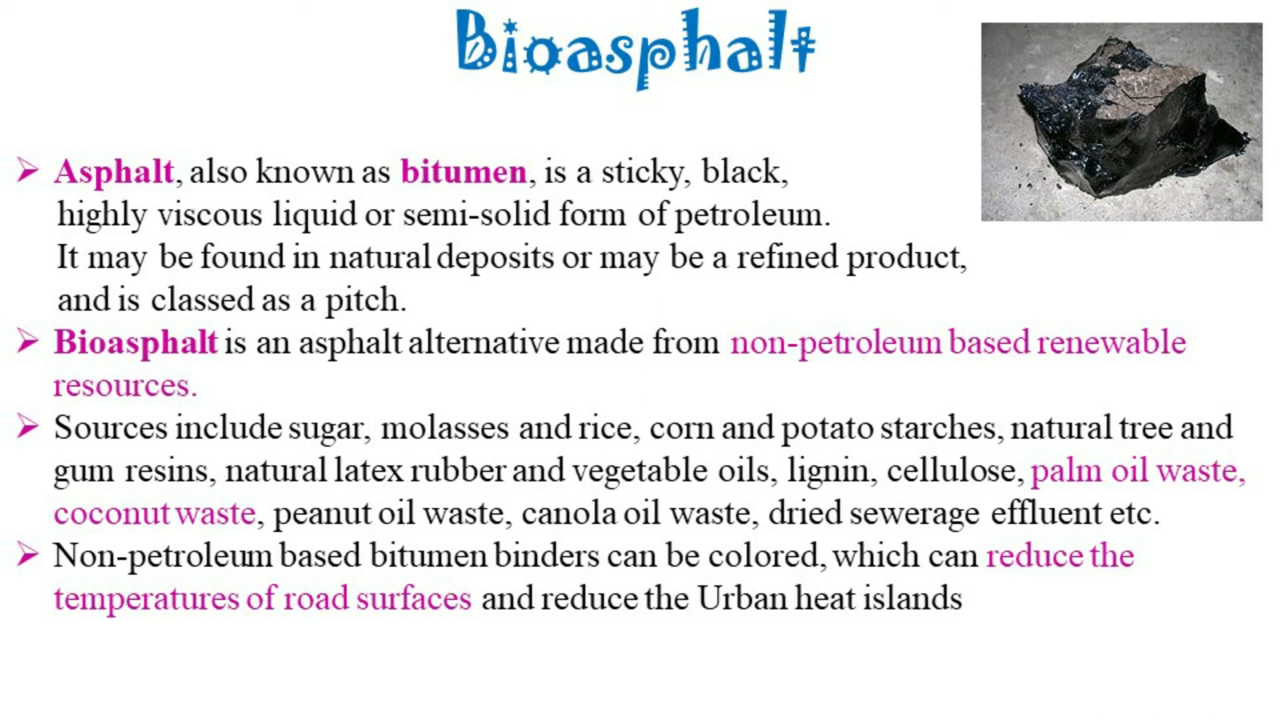 Bioasphalt
➢ Asphalt, also known as bitumen, is a sticky, black,
highly viscous liquid or semi-solid form of petroleum.
It may be found in natural deposits or may be a refined product,
and is classed as a pitch.
➢ Bioasphalt is an asphalt alternative made from non-petroleum based renewable
resources.
➢ Sources include sugar, molasses and rice, corn and potato starches, natural tree and
gum resins, natural latex rubber and vegetable oils, lignin, cellulose, palm oil waste,
coconut waste, peanut oil waste, canola oil waste, dried sewerage effluent etc.
➢ Non-petroleum based bitumen binders can be colored, which can reduce the
temperatures of road surfaces and reduce the Urban heat islands